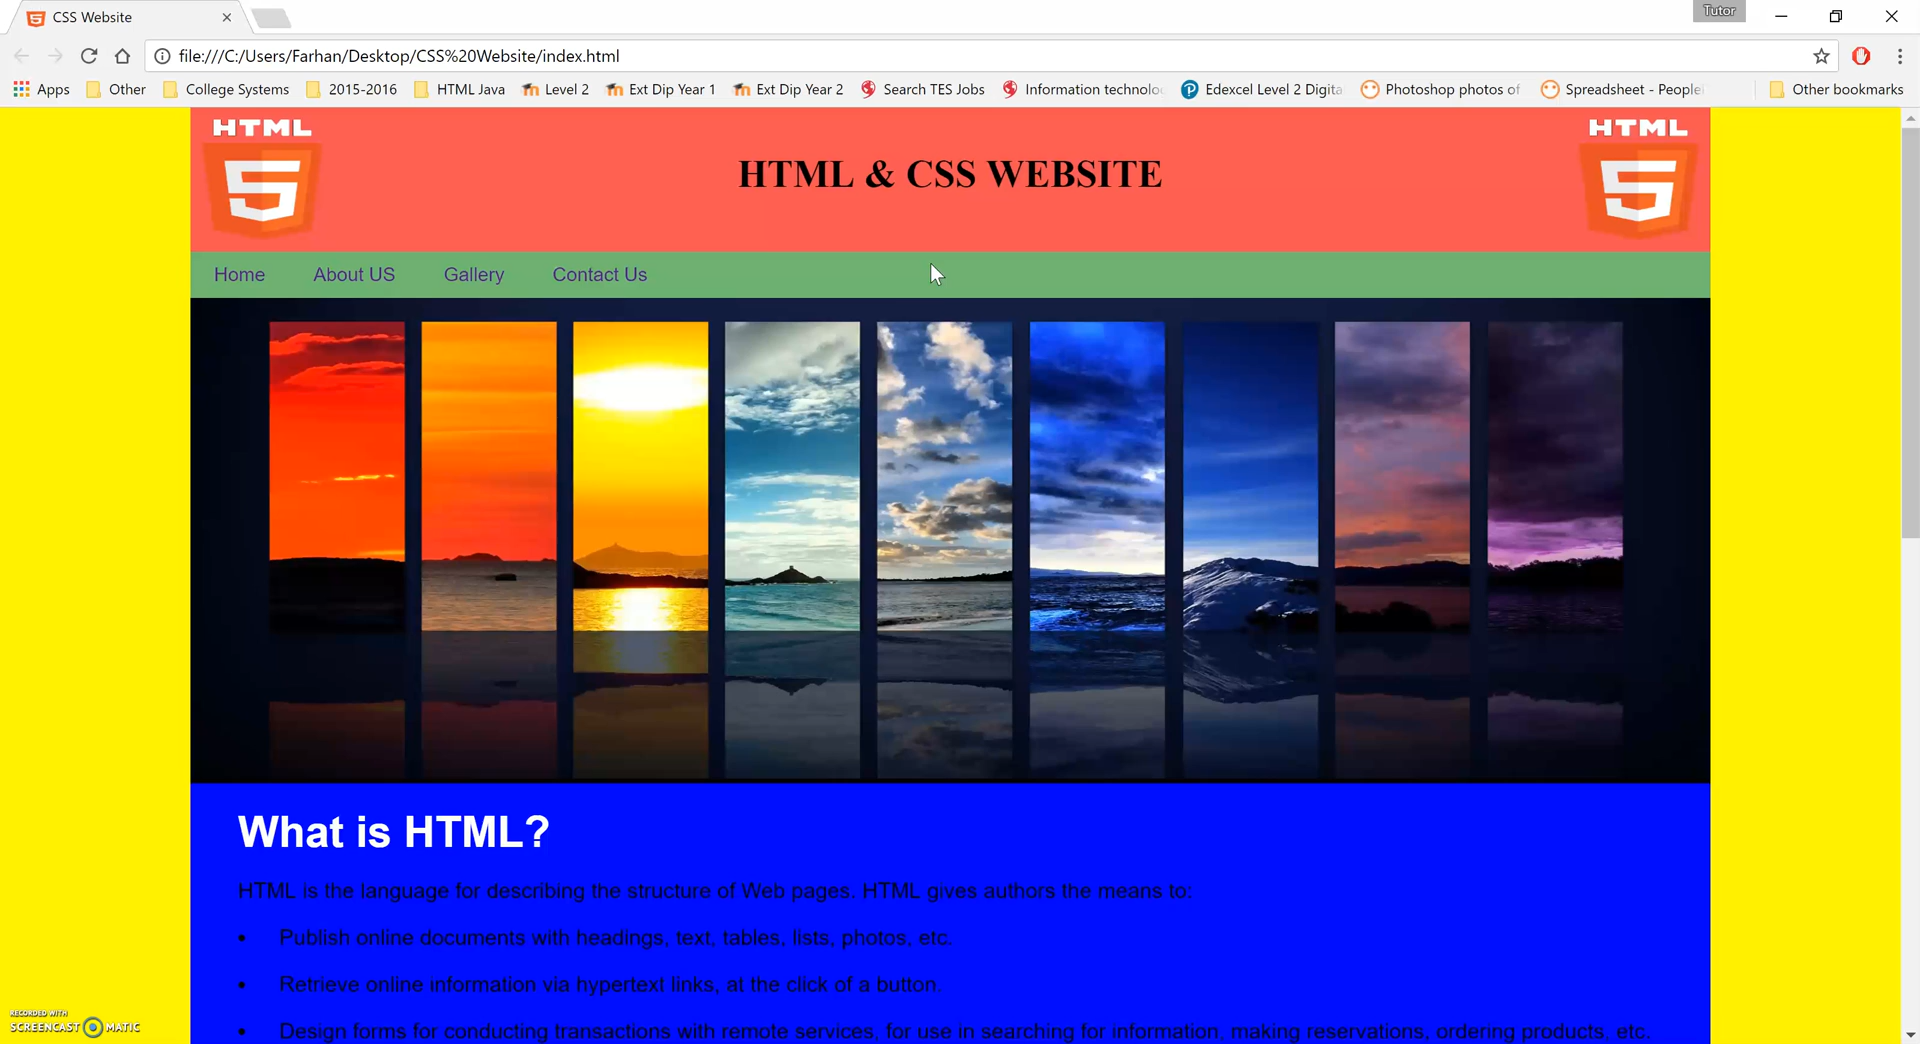 CSS Website
Tutor
file:///C:/Users/Farhan/Desktop/CSS%20Website/index.html
Apps Other College Systems 2015-2016 HTML Java Level 2 Ext Dip Year 1 Ext Dip Year 2 Search TES Jobs Information technolo Edexcel Level 2 Digita Photoshop photos of Spreadsheet - People Other bookmarks
HTML HTML
5 HTML & CSS WEBSITE 5
Home About US Gallery Contact Us
What is HTML?
HTML is the language for describing the structure of Web pages. HTML gives authors the means to:
• Publish online documents with headings, text, tables, lists, photos, etc.
• Retrieve online information via hypertext links, at the click of a button.
• Design forms for conducting transactions with remote services, for use in searching for information, making reservations, ordering products, etc.
RECORDED WITH
SCREENCAST MATIC